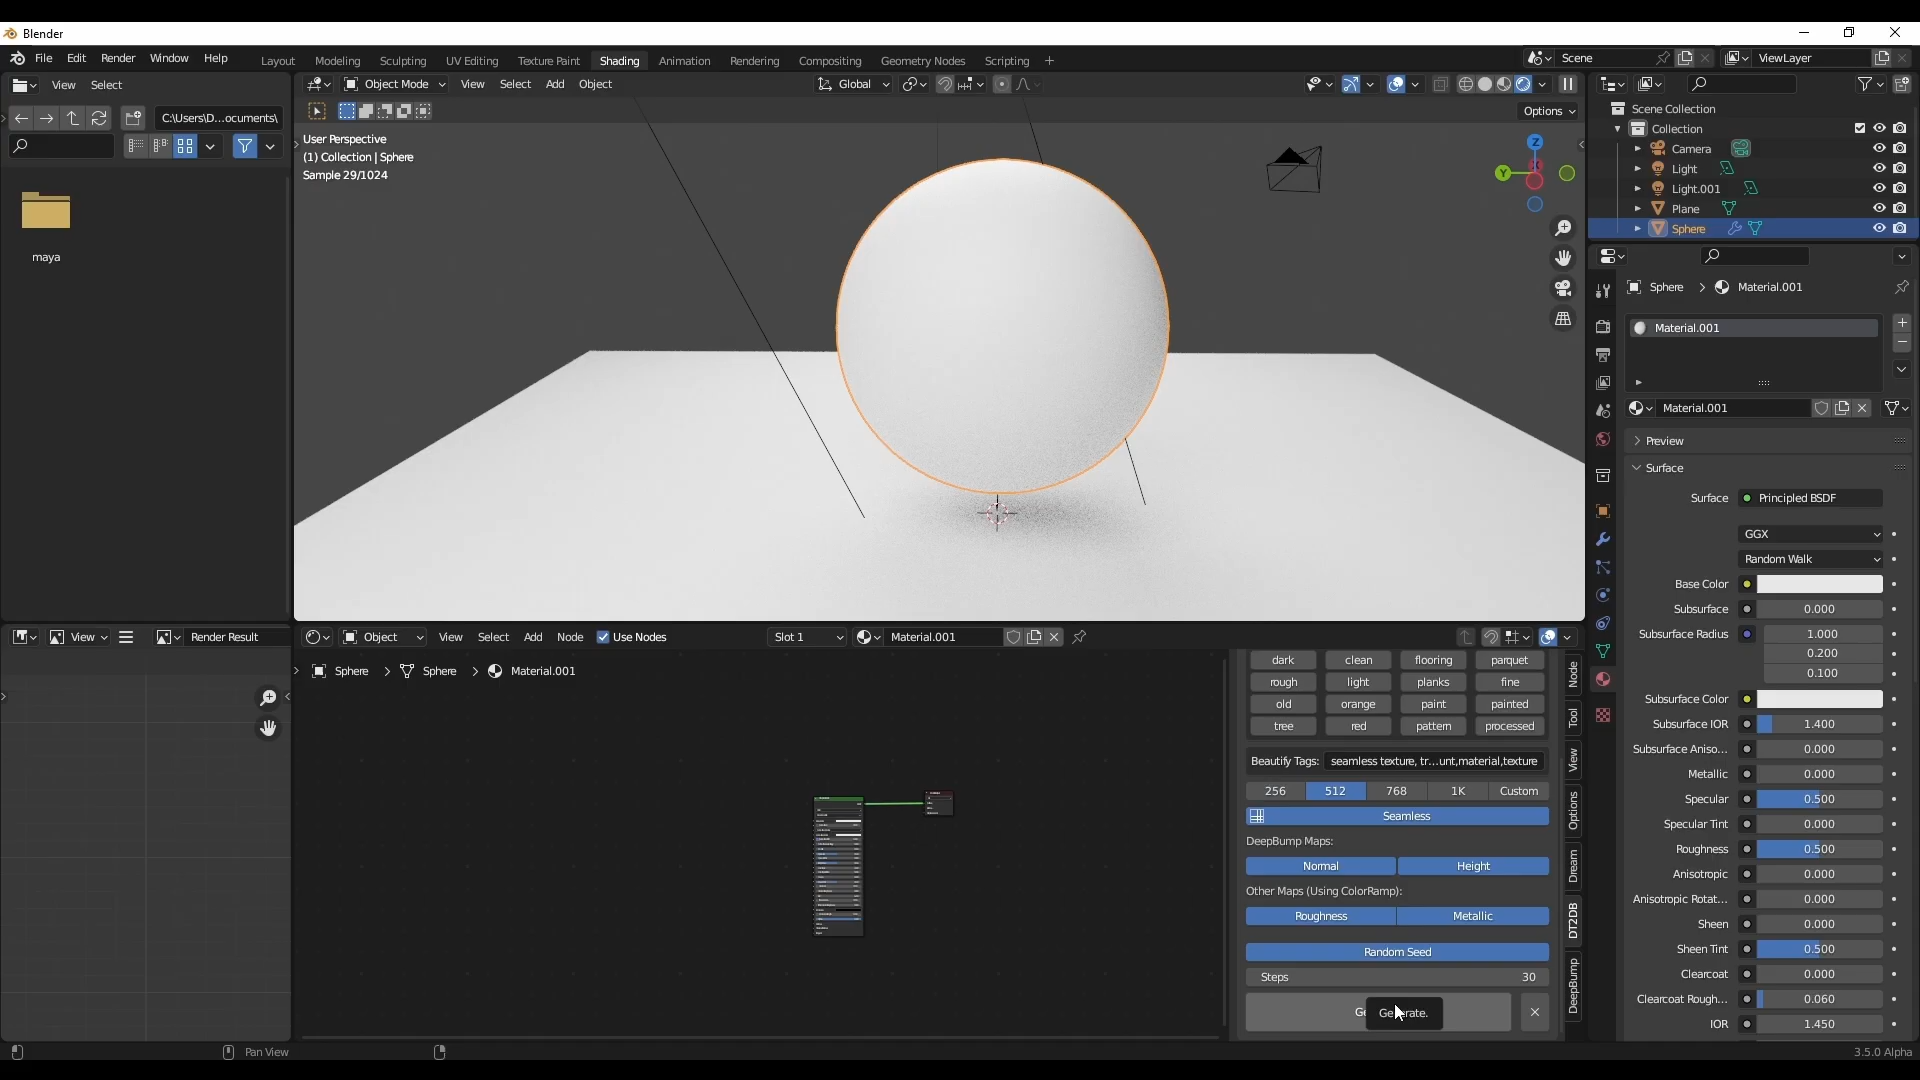 Blender
File Edit Render Window Help
Layout Modeling Sculpting UV Editing Texture Paint Shading Animation Rendering Compositing Geometry Nodes Scripting +
Scene
ViewLayer
View Select
C:\Users\D...ocuments\
maya
Object Mode View Select Add Object
Global
Options
User Perspective
(1) Collection | Sphere
Sample 29/1024
Z
Y
X
Scene Collection
Collection
Camera
Light
Light.001
Plane
Sphere
Sphere > Material.001
Material.001
Material.001
Preview
Surface
Surface Principled BSDF
GGX
Random Walk
Base Color
Subsurface 0.000
Subsurface Radius 1.000
0.200
0.100
Subsurface Color
Subsurface IOR 1.400
Subsurface Aniso... 0.000
Metallic 0.000
Specular 0.500
Specular Tint 0.000
Roughness 0.500
Anisotropic 0.000
Anisotropic Rotat... 0.000
Sheen 0.000
Sheen Tint 0.500
Clearcoat 0.000
Clearcoat Rough... 0.060
IOR 1.450
View
Render Result
Object View Select Add Node Use Nodes Slot 1 Material.001
Sphere > Sphere > Material.001
dark clean flooring parquet
rough light planks fine
old orange paint painted
tree red pattern processed
Beautify Tags: seamless texture, tr...unt,material,texture
256 512 768 1K Custom
Seamless
DeepBump Maps:
Normal Height
Other Maps (Using ColorRamp):
Roughness Metallic
Random Seed
Steps 30
Node
Tool
View
Options
Dream
DT2DB
DeepBump
Pan View
3.5.0 Alpha